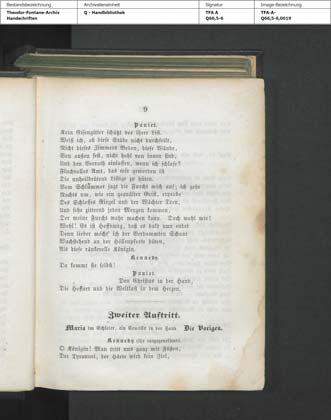 Bestandsbezeichnung
Archivalieneinheit
Signatur
Image-Bezeichnung
Theodor-Fontane-Archiv
Handschriften
Q - Handbibliothek
TFA A
Q66,5-6
TFA-A-
Q66,5-6,0019
9
Paulet.
Kein Eisengitter schützt vor ihrer List.
Weiß ich, ob diese Stäbe nicht durchfeilt,
Nicht dieses Zimmers Boden, diese Wände,
Von außen fest, nicht hohl von innen sind,
Und den Verrath einlassen, wenn ich schlafe?
Fluchvolles Amt, das mir geworden ist
Die unheilbrütend Listige zu hüten.
Vom Schlummer jagt die Furcht mich auf; ich gehe
Nachts um, wie ein gequälter Geist, erprobe
Des Schlosses Riegel und der Wächter Treu,
Und sehe zitternd jeden Morgen kommen,
Der meine Furcht wahr machen kann. Doch wohl mir!
Wohl! Es ist Hoffnung, daß es bald nun endet
Denn lieber möcht' ich der Verdammten Schaar
Wachstehend an der Höllenpforte hüten,
Als diese ränkevolle Königin.
Kennedy.
Da kommt sie selbst!
Paulet.
Den Christus in der Hand,
Die Hoffart und die Weltlust in dem Herzen.
Zweiter Auftritt.
Maria im Schleier, ein Crucifix in der Hand. Die Vorigen.
Kennedy (ihr entgegeneilend).
O Königin! Man tritt uns ganz mit Füßen,
Der Tyrannei, der Härte wird kein Ziel,